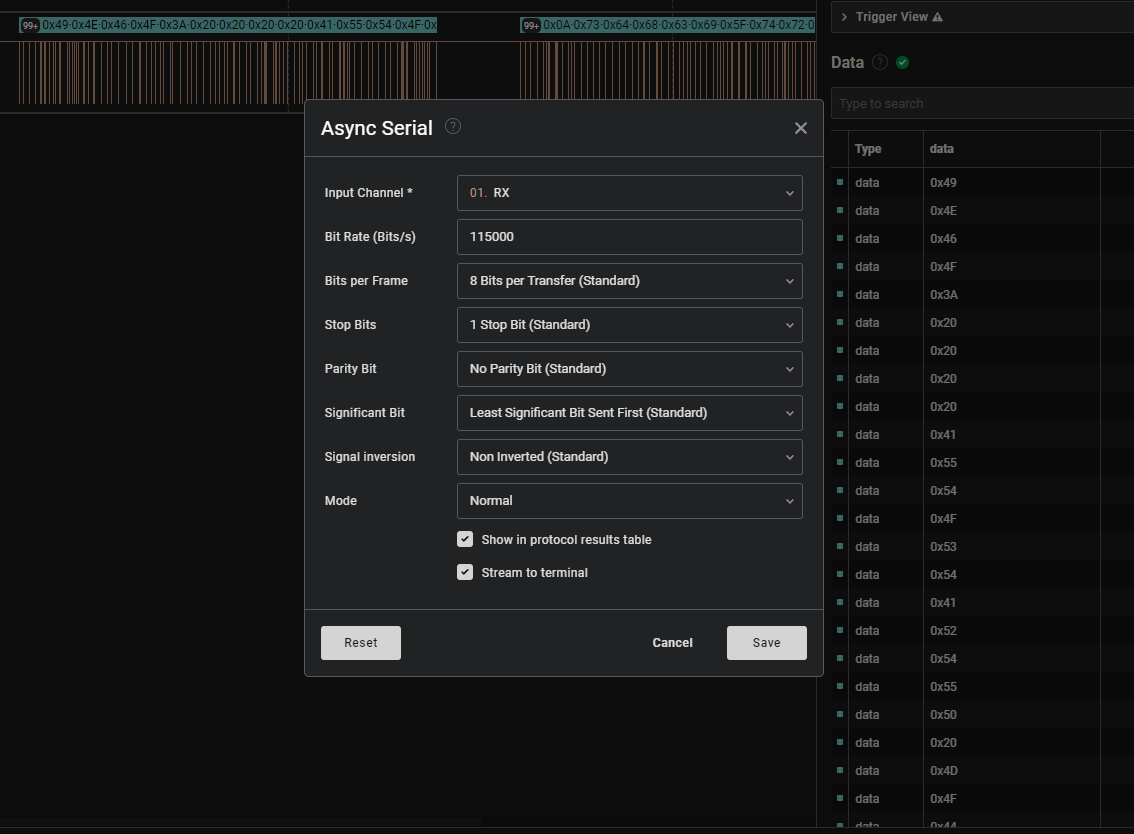 99+ 0x49·0x4E·0x46·0x4F·0x3A·0x20·0x20·0x20·0x20·0x41·0x55·0x54·0x4F·0x
99+ 0x0A·0x73·0x64·0x68·0x63·0x69·0x5F·0x74·0x72·0
Trigger View
Data ?
Type to search
Type data
data 0x49
data 0x4E
data 0x46
data 0x4F
data 0x3A
data 0x20
data 0x20
data 0x20
data 0x20
data 0x41
data 0x55
data 0x54
data 0x4F
data 0x53
data 0x54
data 0x41
data 0x52
data 0x54
data 0x55
data 0x50
data 0x20
data 0x4D
data 0x4F
data 0x44
Async Serial ?
Input Channel * 01. RX
Bit Rate (Bits/s) 115000
Bits per Frame 8 Bits per Transfer (Standard)
Stop Bits 1 Stop Bit (Standard)
Parity Bit No Parity Bit (Standard)
Significant Bit Least Significant Bit Sent First (Standard)
Signal inversion Non Inverted (Standard)
Mode Normal
Show in protocol results table
Stream to terminal
Reset Cancel Save